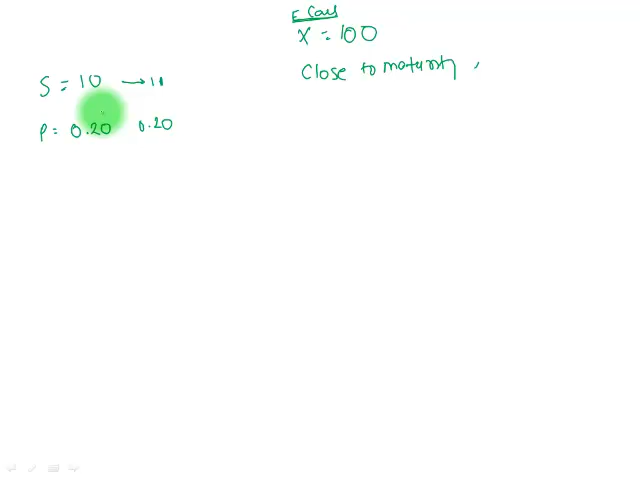 E Call
X = 100
Close to maturity,
S = 10 → 11
P = 0.20 0.20